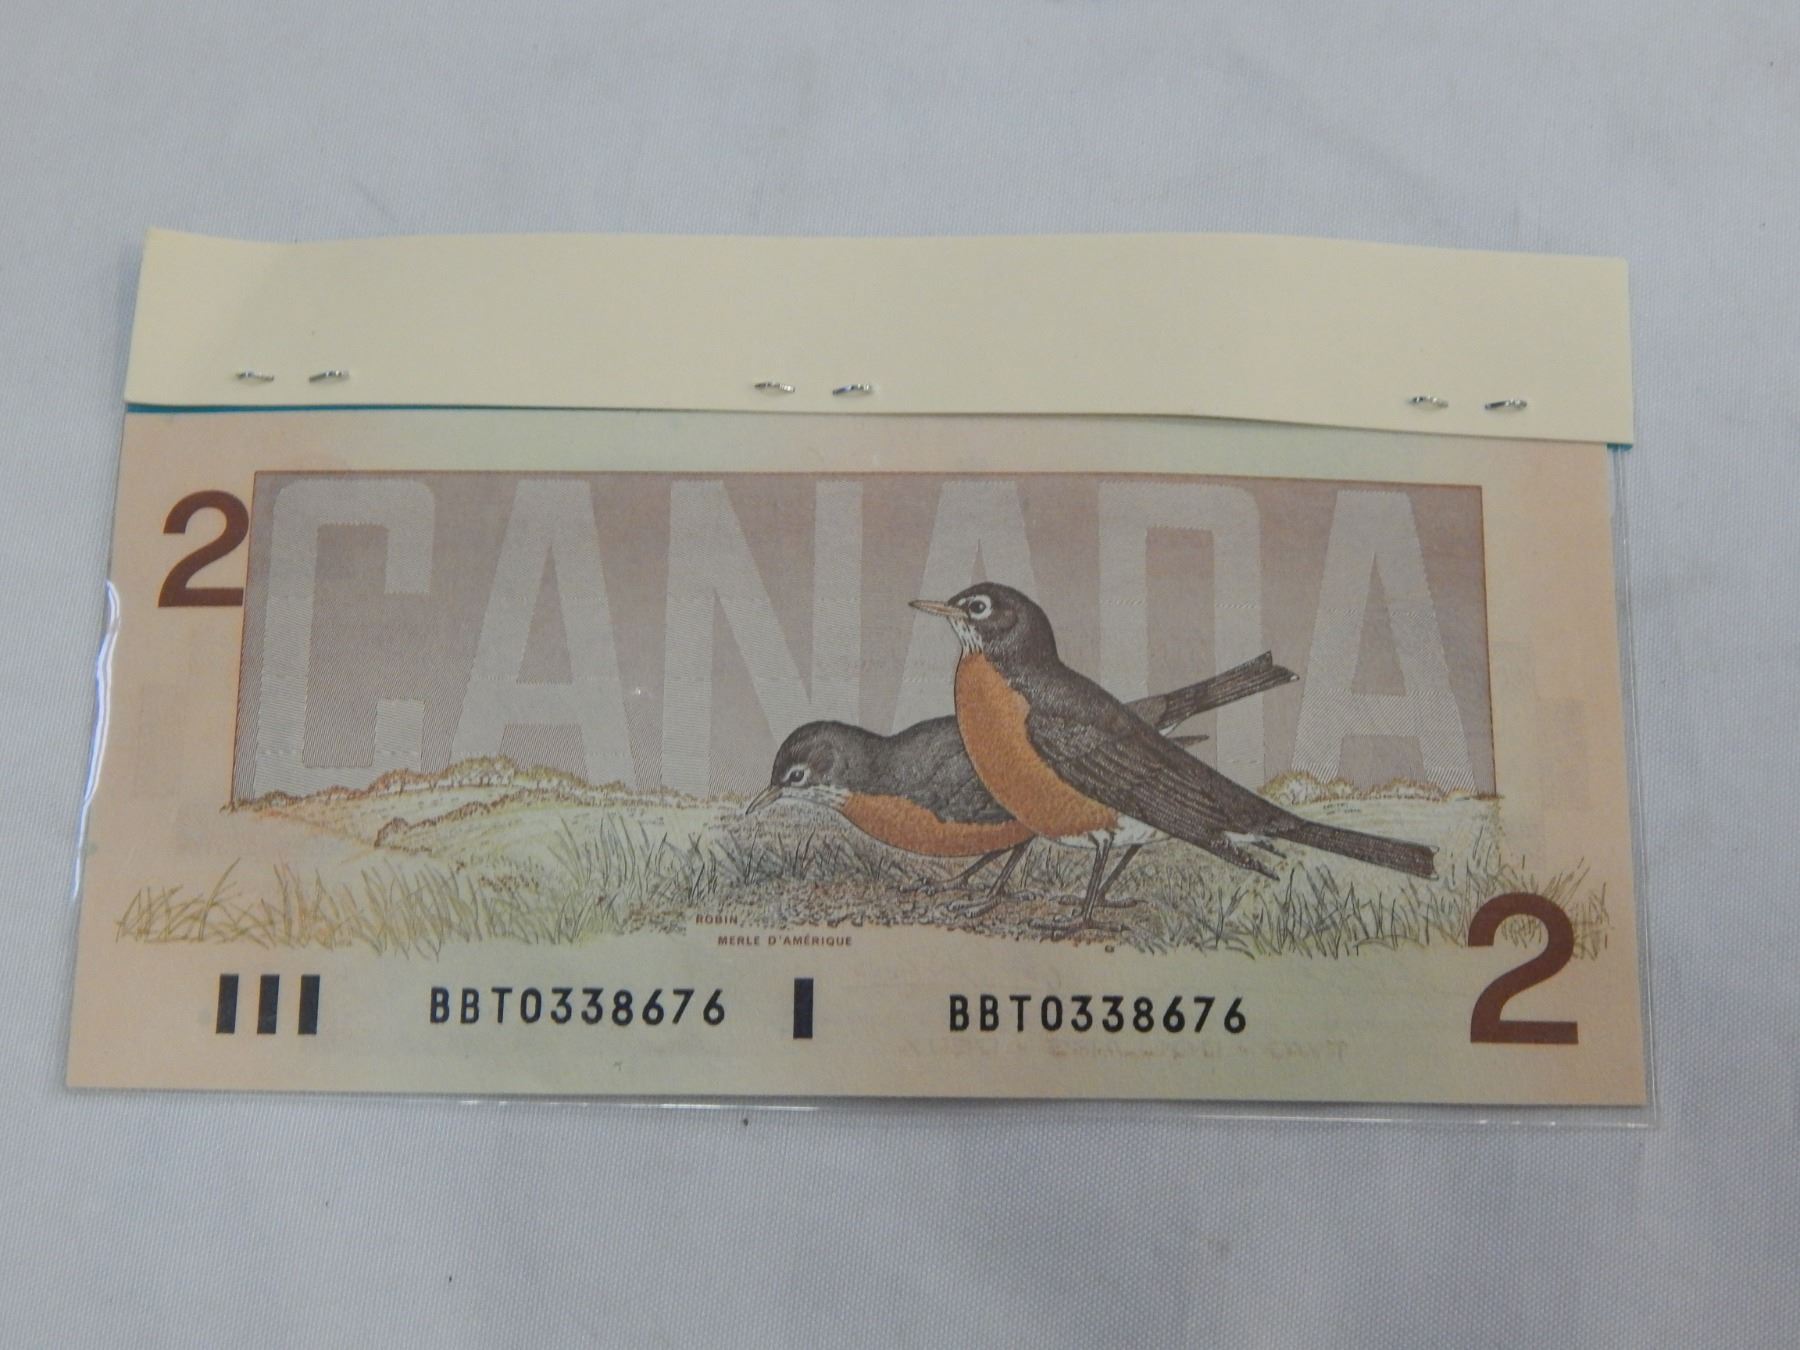 CANADA
2
ROBIN
MERLE D'AMÉRIQUE
BBT0338676 BBT0338676
2